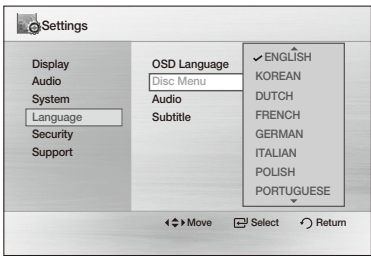 Settings
Display
Audio
System
Language
Security
Support
OSD Language
Disc Menu
Audio
Subtitle
✔ ENGLISH
KOREAN
DUTCH
FRENCH
GERMAN
ITALIAN
POLISH
PORTUGUESE
Move Select Return